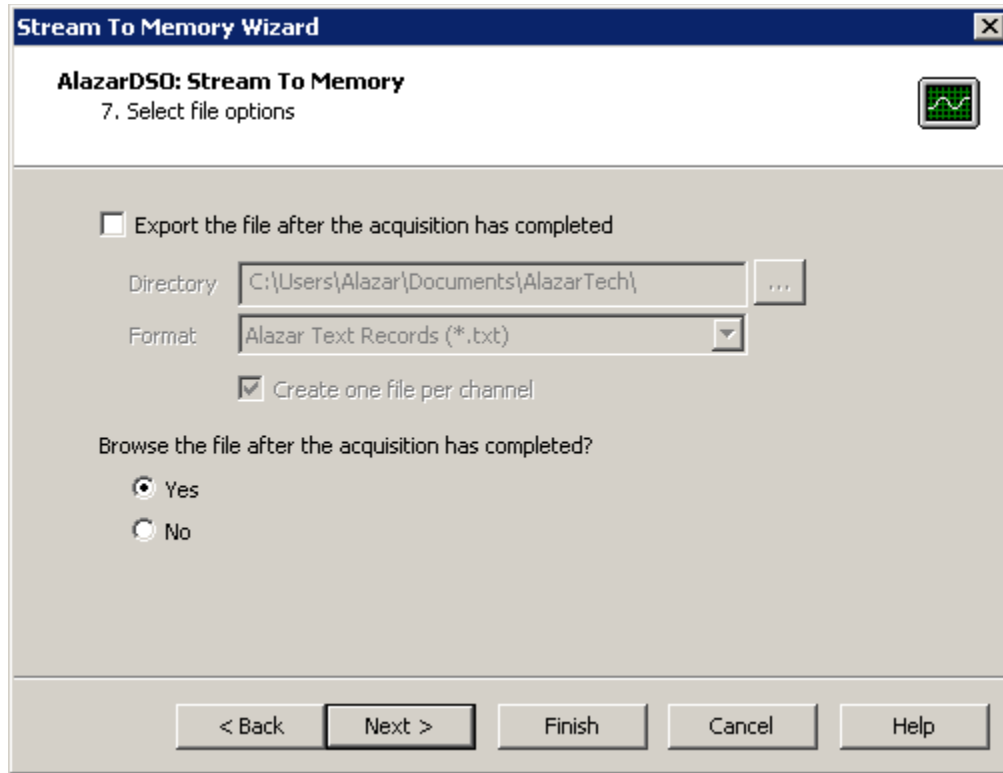 Stream To Memory Wizard
AlazarDSO: Stream To Memory
7. Select file options
Export the file after the acquisition has completed
Directory C:\Users\Alazar\Documents\AlazarTech\ ...
Format Alazar Text Records (*.txt)
Create one file per channel
Browse the file after the acquisition has completed?
Yes
No
< Back Next > Finish Cancel Help